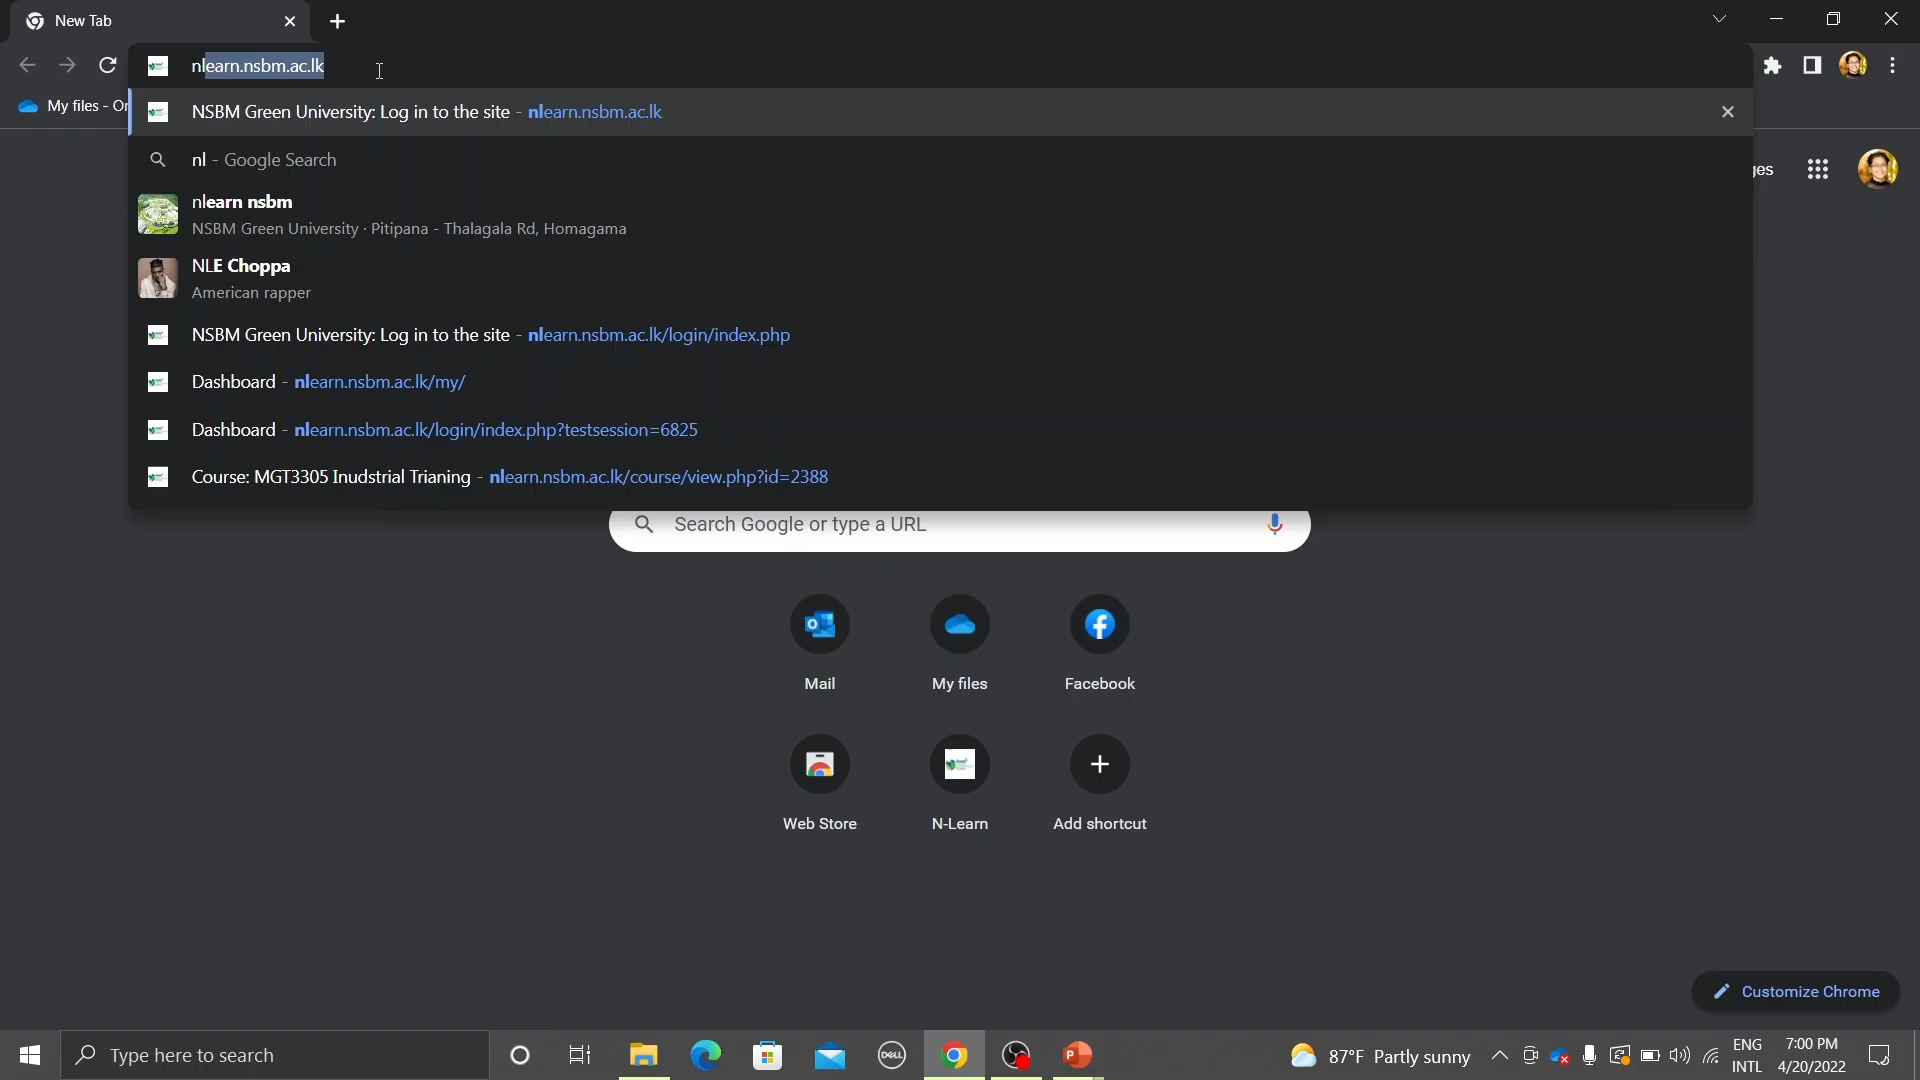 New Tab
nlearn.nsbm.ac.lk
My files - Or
NSBM Green University: Log in to the site - nlearn.nsbm.ac.lk
nl - Google Search
nlearn nsbm
NSBM Green University · Pitipana - Thalagala Rd, Homagama
NLE Choppa
American rapper
NSBM Green University: Log in to the site - nlearn.nsbm.ac.lk/login/index.php
Dashboard - nlearn.nsbm.ac.lk/my/
Dashboard - nlearn.nsbm.ac.lk/login/index.php?testsession=6825
Course: MGT3305 Inudstrial Trianing - nlearn.nsbm.ac.lk/course/view.php?id=2388
Search Google or type a URL
Mail
My files
Facebook
Web Store
N-Learn
Add shortcut
Customize Chrome
Type here to search
DELL
87°F Partly sunny
ENG
INTL
7:00 PM
4/20/2022